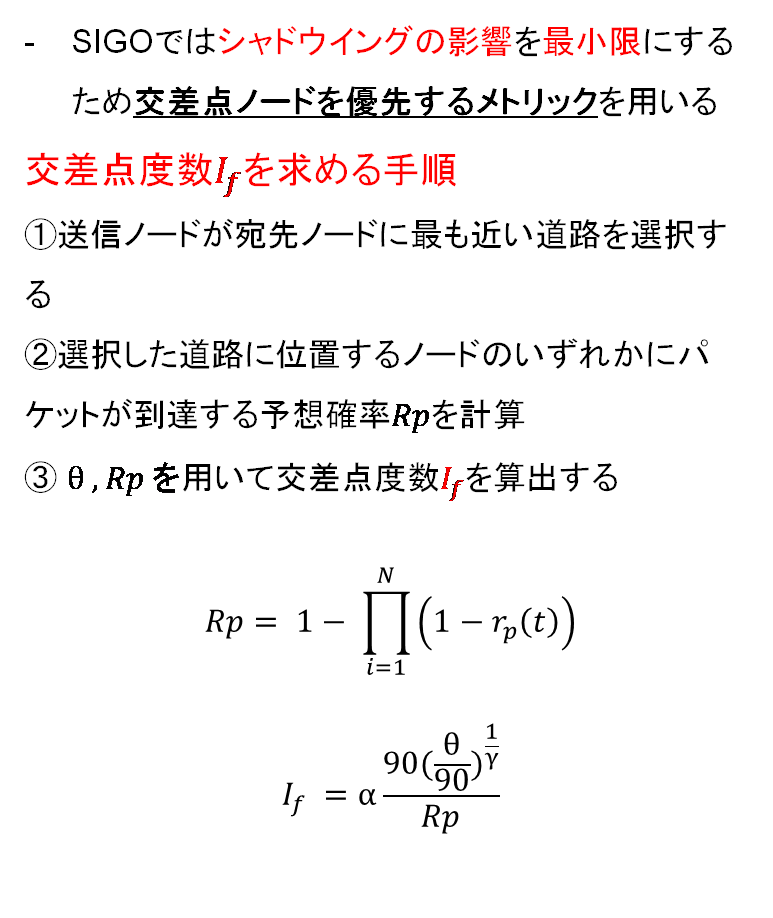 - SIGOではシャドウイングの影響を最小限にする
ため交差点ノードを優先するメトリックを用いる
交差点度数I_fを求める手順
①送信ノードが宛先ノードに最も近い道路を選択す
る
②選択した道路に位置するノードのいずれかにパ
ケットが到達する予想確率Rpを計算
③ θ , Rp を用いて交差点度数I_fを算出する
Rp = 1 − ∏_{i=1}^{N} (1 − r_p(t))
I_f = α \frac{90(\frac{θ}{90})^{\frac{1}{γ}}}{Rp}